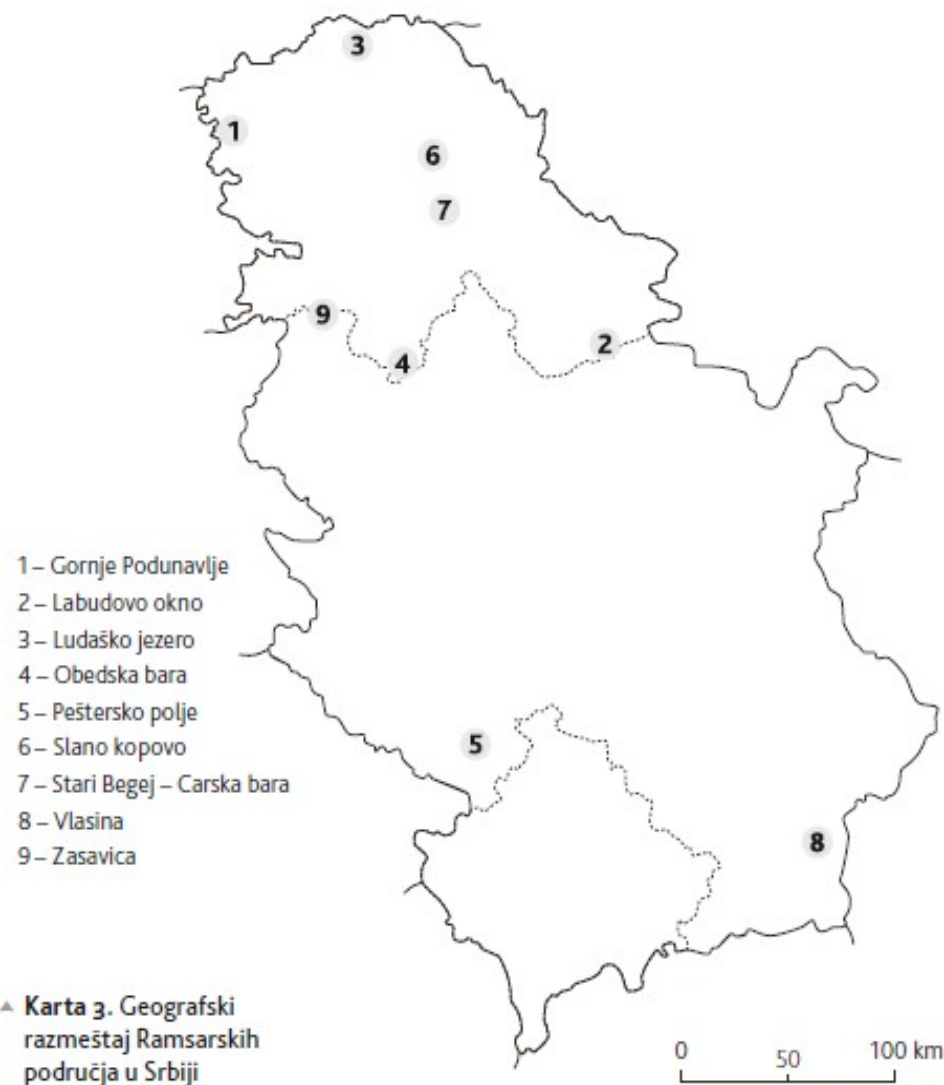 3
1
6
7
9
4
2
1 – Gornje Podunavlje
2 – Labudovo okno
3 – Ludaško jezero
4 – Obedska bara
5 – Peštersko polje
6 – Slano kopovo
7 – Stari Begej – Carska bara
8 – Vlasina
9 – Zasavica
5
8
Karta 3. Geografski
razmeštaj Ramsarskih
područja u Srbiji
0 50 100 km